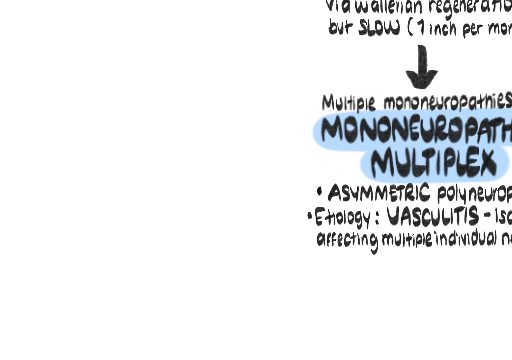 via wallerian regeneratio
but SLOW (1 inch per mon
Multiple mononeuropathies
MONONEUROPATH
MULTIPLEX
• ASYMMETRIC polyneurop
• Etiology: VASCULITIS - Isc
affecting multiple individual n